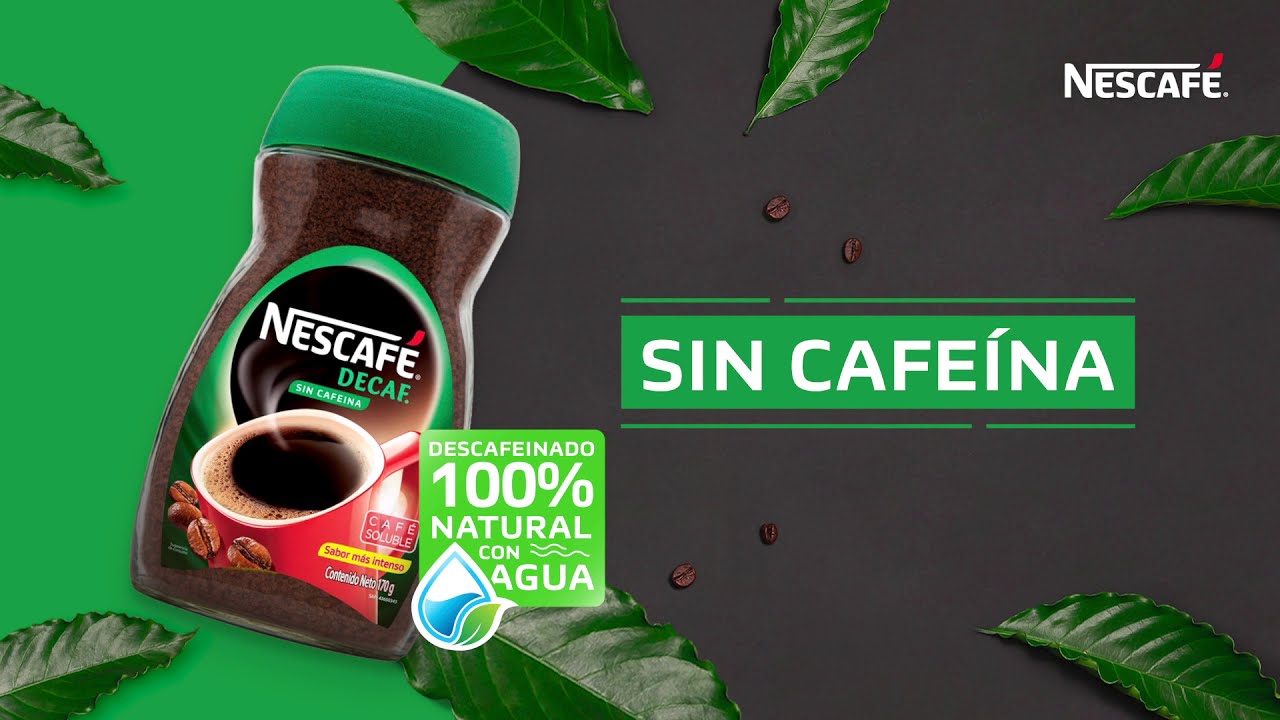 NESCAFÉ®
NESCAFÉ®
DECAF.
SIN CAFEINA
SIN CAFEÍNA
DESCAFEINADO
100%
NATURAL
CON
AGUA
CAFÉ
SOLUBLE
Sabor más intenso
Contenido Neto 170g